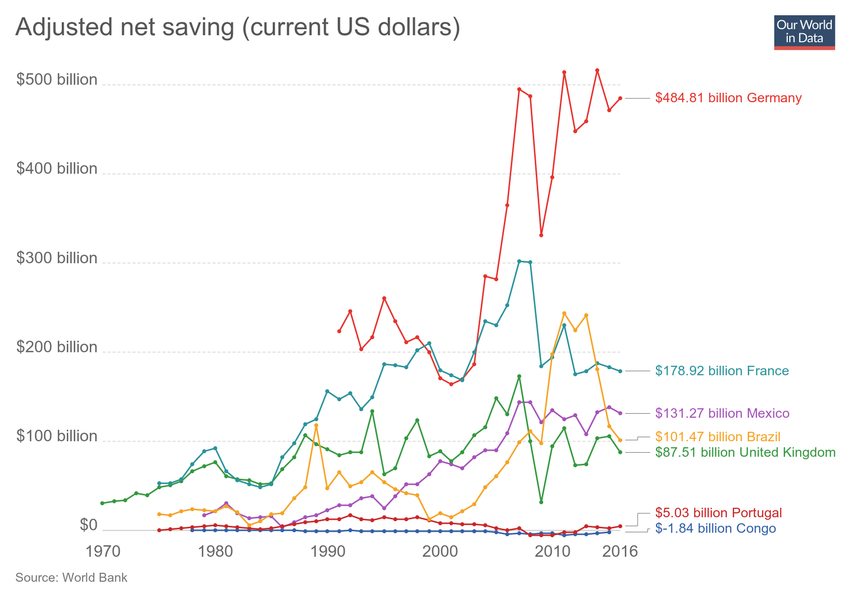 Adjusted net saving (current US dollars)
Our World
in Data
$500 billion
$400 billion
$300 billion
$200 billion
$100 billion
$0
$484.81 billion Germany
$178.92 billion France
$131.27 billion Mexico
$101.47 billion Brazil
$87.51 billion United Kingdom
$5.03 billion Portugal
$-1.84 billion Congo
1970 1980 1990 2000 2010 2016
Source: World Bank